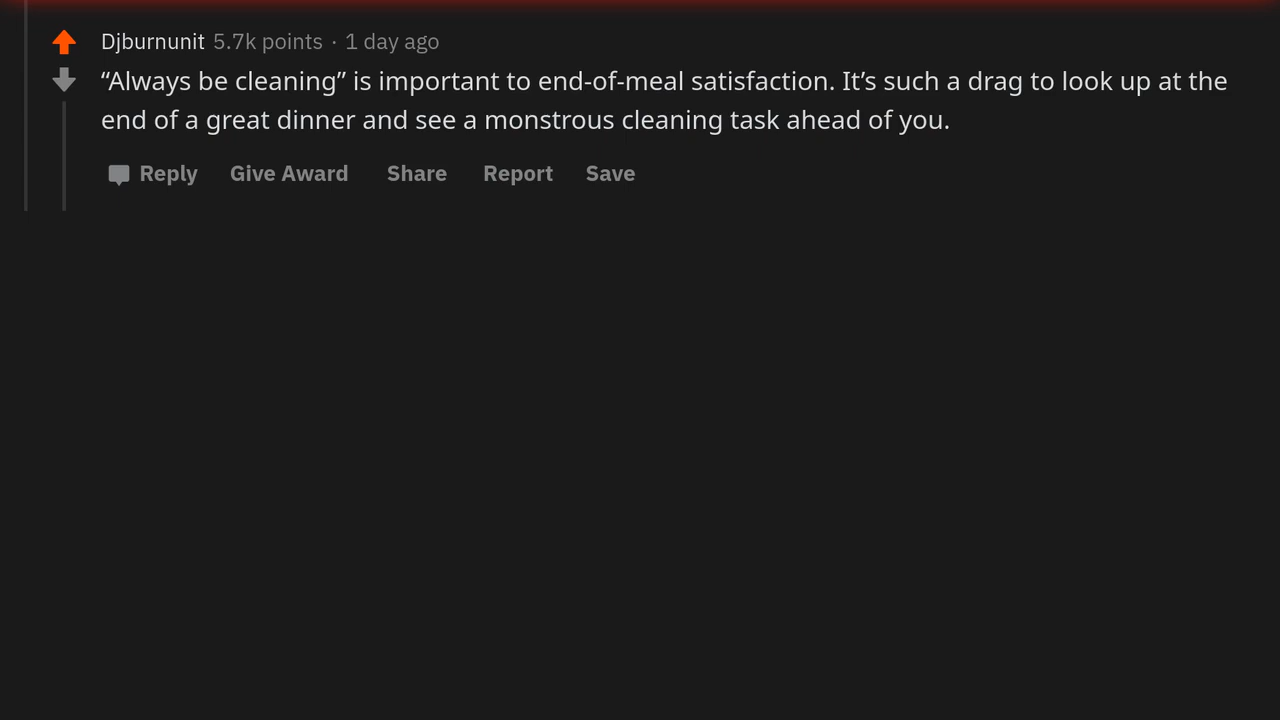 Djburnunit 5.7k points · 1 day ago
“Always be cleaning” is important to end-of-meal satisfaction. It’s such a drag to look up at the
end of a great dinner and see a monstrous cleaning task ahead of you.
Reply Give Award Share Report Save